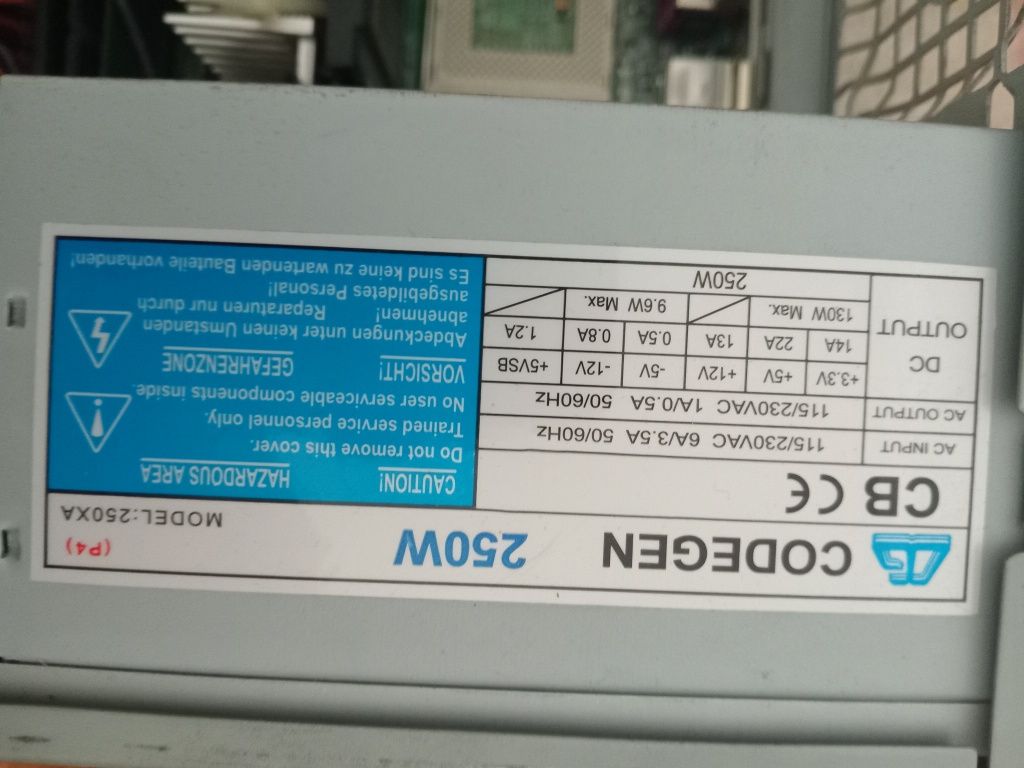 CODEGEN 250W (P4)
MODEL:250XA
CB CE
AC INPUT 115/230VAC 6A/3.5A 50/60Hz
AC OUTPUT 115/230VAC 1A/0.5A 50/60Hz
DC OUTPUT
+3.3V +5V +12V -5V -12V +5VSB
14A 22A 13A 0.5A 0.8A 1.2A
130W Max. 9.6W Max.
250W
CAUTION! HAZARDOUS AREA
Do not remove this cover.
Trained personnel service only.
No user serviceable components inside.
VORSICHT! GEFAHRENZONE
Abdeckungen unter keinen Umstanden
abnehmen! Reparaturen nur durch
ausgebildetes Personal!
Es sind keine zu wartenden Bauteile vorhanden!